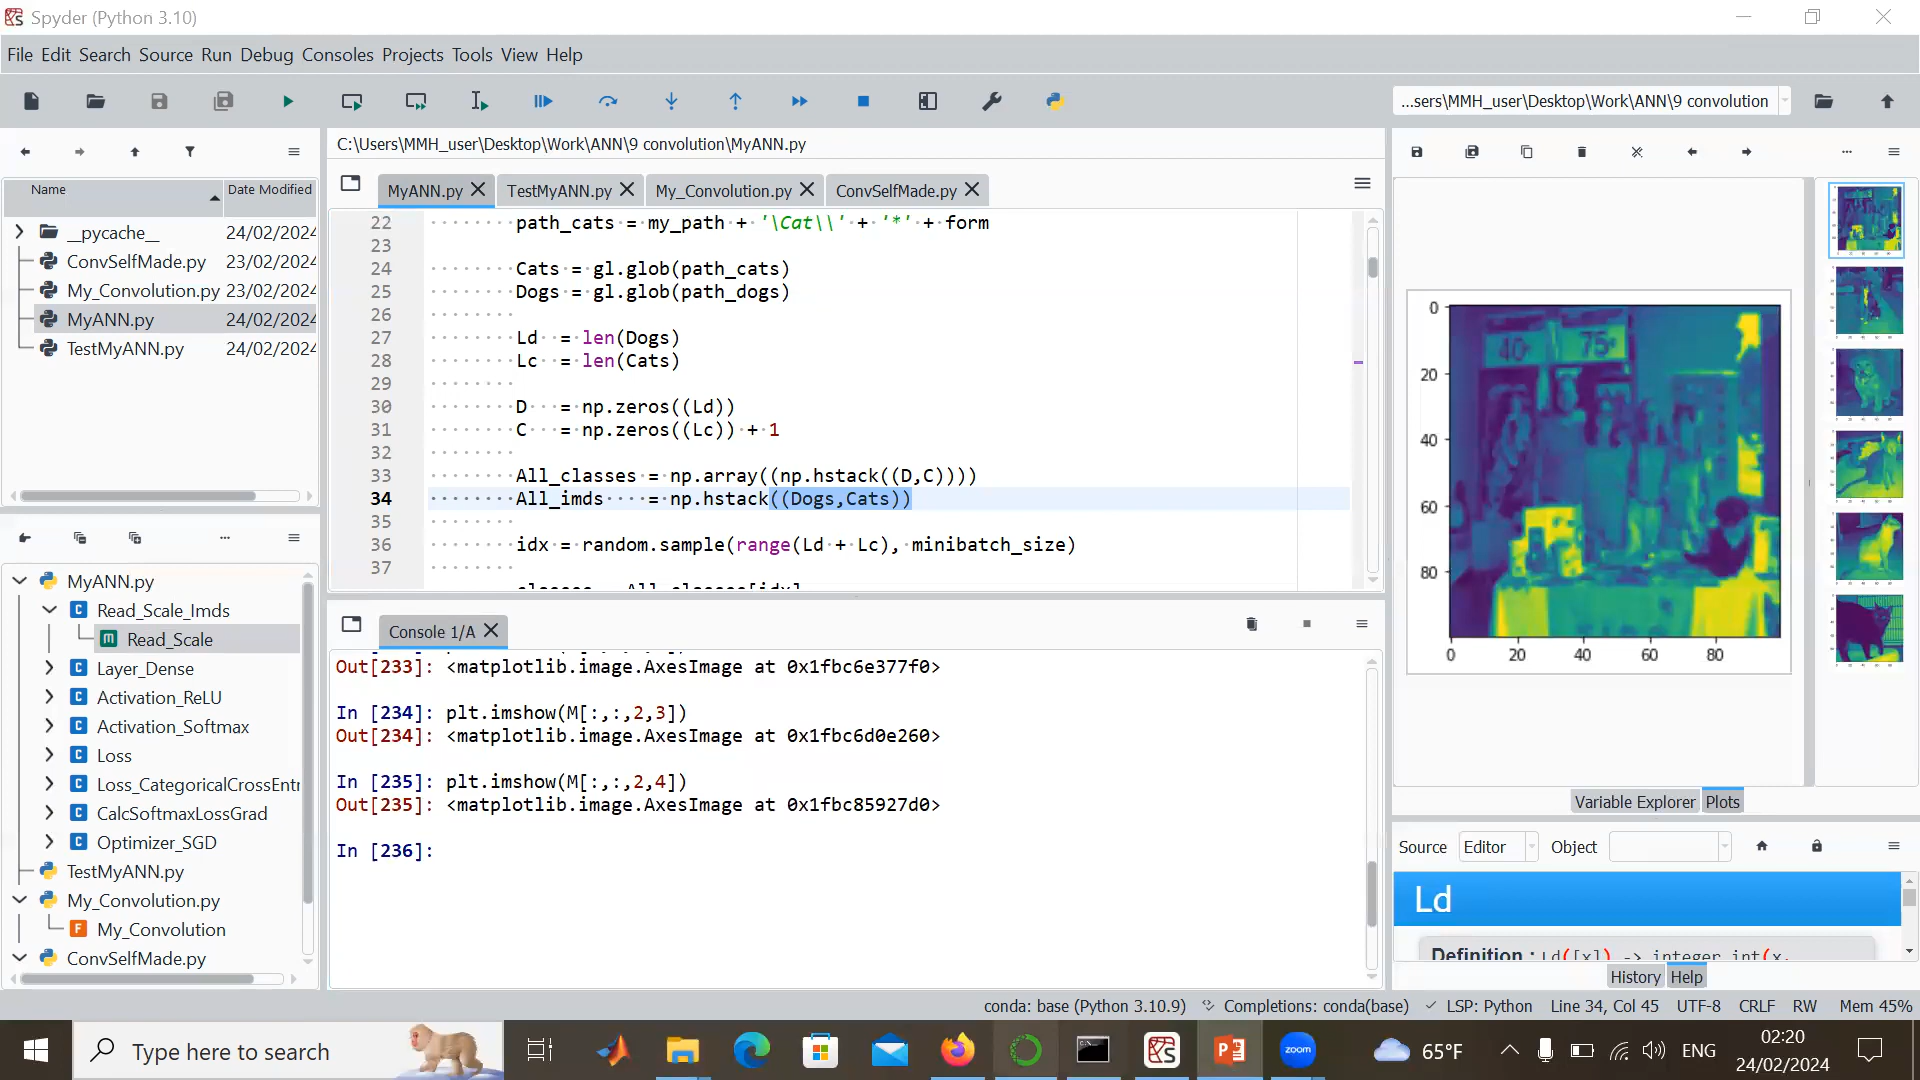 Spyder (Python 3.10)
File Edit Search Source Run Debug Consoles Projects Tools View Help
...sers\MMH_user\Desktop\Work\ANN\9 convolution
Name Date Modified
__pycache__ 24/02/2024
ConvSelfMade.py 23/02/2024
My_Convolution.py 23/02/2024
MyANN.py 24/02/2024
TestMyANN.py 24/02/2024
C:\Users\MMH_user\Desktop\Work\ANN\9 convolution\MyANN.py
MyANN.py TestMyANN.py My_Convolution.py ConvSelfMade.py
22 path_cats = my_path + '\Cat\\' + '*' + form
23
24 Cats = gl.glob(path_cats)
25 Dogs = gl.glob(path_dogs)
26
27 Ld = len(Dogs)
28 Lc = len(Cats)
29
30 D = np.zeros((Ld))
31 C = np.zeros((Lc)) + 1
32
33 All_classes = np.array((np.hstack((D,C))))
34 All_imds = np.hstack((Dogs,Cats))
35
36 idx = random.sample(range(Ld + Lc), minibatch_size)
37
MyANN.py
Read_Scale_Imds
Read_Scale
Layer_Dense
Activation_ReLU
Activation_Softmax
Loss
Loss_CategoricalCrossEntr
CalcSoftmaxLossGrad
Optimizer_SGD
TestMyANN.py
My_Convolution.py
My_Convolution
ConvSelfMade.py
Console 1/A
Out[233]: <matplotlib.image.AxesImage at 0x1fbc6e377f0>
In [234]: plt.imshow(M[:,:,2,3])
Out[234]: <matplotlib.image.AxesImage at 0x1fbc6d0e260>
In [235]: plt.imshow(M[:,:,2,4])
Out[235]: <matplotlib.image.AxesImage at 0x1fbc85927d0>
In [236]:
0
20
40
60
80
0 20 40 60 80
40
75
Variable Explorer Plots
Source Editor Object
Ld
Definition : Ld([x]) -> integer int(x,
History Help
conda: base (Python 3.10.9) Completions: conda(base) LSP: Python Line 34, Col 45 UTF-8 CRLF RW Mem 45%
Type here to search
zoom
65°F
ENG
02:20
24/02/2024